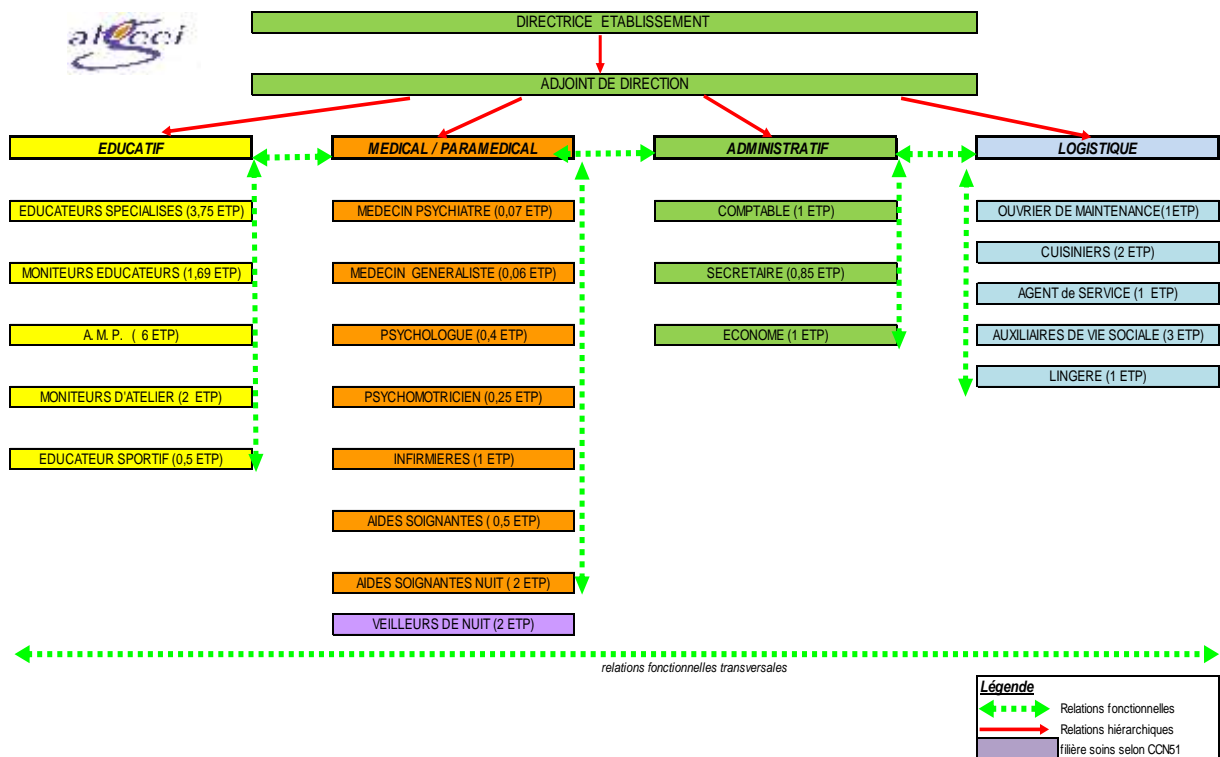 DIRECTRICE ETABLISSEMENT
ADJOINT DE DIRECTION
EDUCATIF
MEDICAL / PARAMEDICAL
ADMINISTRATIF
LOGISTIQUE
EDUCATEURS SPECIALISES (3,75 ETP)
MONITEURS EDUCATEURS (1,69 ETP)
A. M. P. ( 6 ETP)
MONITEURS D'ATELIER (2 ETP)
EDUCATEUR SPORTIF (0,5 ETP)
MEDECIN PSYCHIATRE (0,07 ETP)
MEDECIN GENERALISTE (0,06 ETP)
PSYCHOLOGUE (0,4 ETP)
PSYCHOMOTRICIEN (0,25 ETP)
INFIRMIERES (1 ETP)
AIDES SOIGNANTES ( 0,5 ETP)
AIDES SOIGNANTES NUIT ( 2 ETP)
VEILLEURS DE NUIT (2 ETP)
COMPTABLE (1 ETP)
SECRETAIRE (0,85 ETP)
ECONOME (1 ETP)
OUVRIER DE MAINTENANCE(1ETP)
CUISINIERS (2 ETP)
AGENT de SERVICE (1 ETP)
AUXILIAIRES DE VIE SOCIALE (3 ETP)
LINGERE (1 ETP)
relations fonctionnelles transversales
Légende
Relations fonctionnelles
Relations hiérarchiques
filière soins selon CCN51